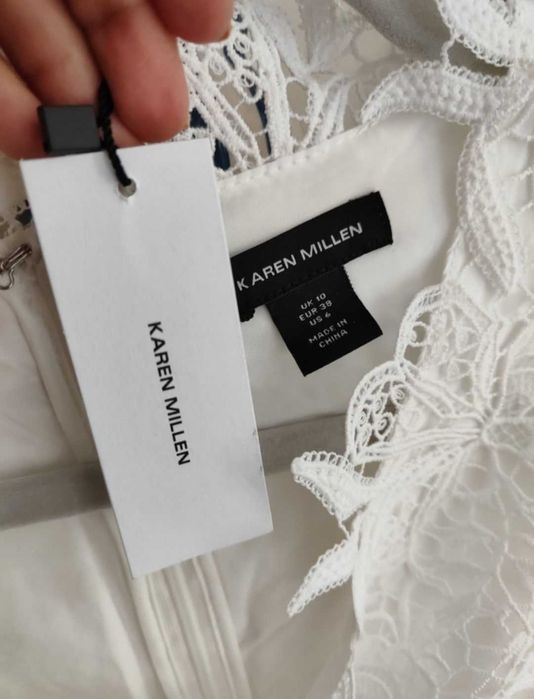 KAREN MILLEN
KAREN MILLEN
UK 10
EUR 38
US 6
MADE IN
CHINA